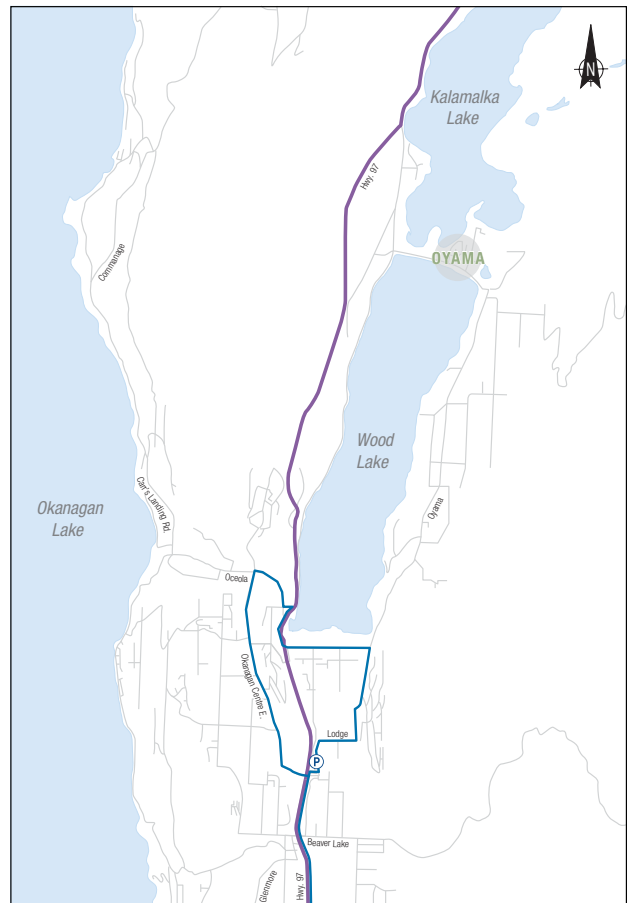 N
Kalamalka
Lake
Hwy. 97
OYAMA
Commanage
Wood
Lake
Carr's Landing Rd.
Okanagan
Lake
Oyama
Oceola
Okanagan Centre E.
Lodge
P
Beaver Lake
Glenmore
Hwy. 97